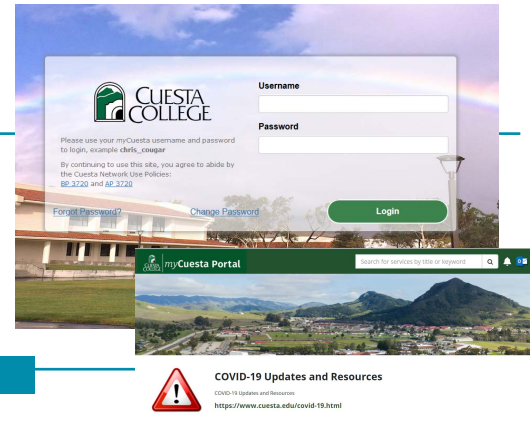 CUESTA
COLLEGE
Please use your myCuesta username and password
to login, example chris_cougar
By continuing to use this site, you agree to abide by
the Cuesta Network Use Policies:
BP 3720 and AP 3720
Username
Password
Forgot Password?
Change Password
Login
CUESTA
COLLEGE
myCuesta Portal
Search for services by title or keyword
COVID-19 Updates and Resources
COVID-19 Updates and Resources
https://www.cuesta.edu/covid-19.html